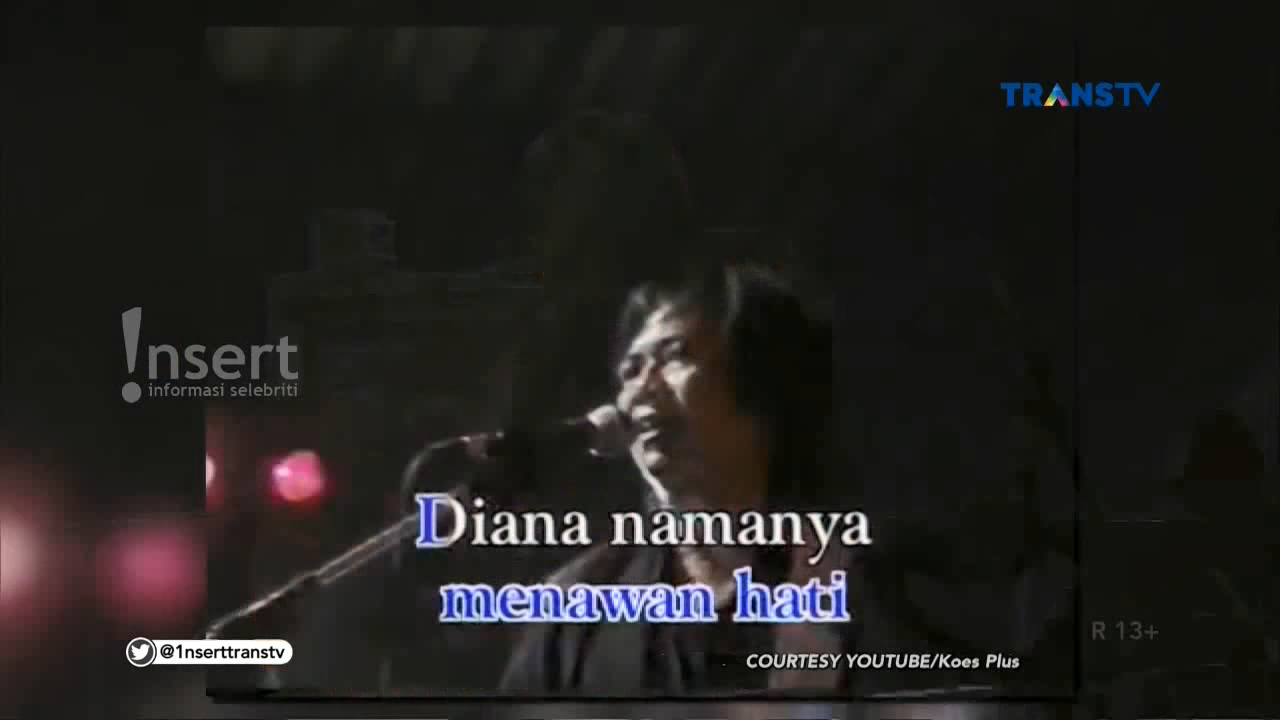 TRANSTV
!nsert
informasi selebriti
Diana namanya
menawan hati
R 13+
@1nserttranstv
COURTESY YOUTUBE/Koes Plus